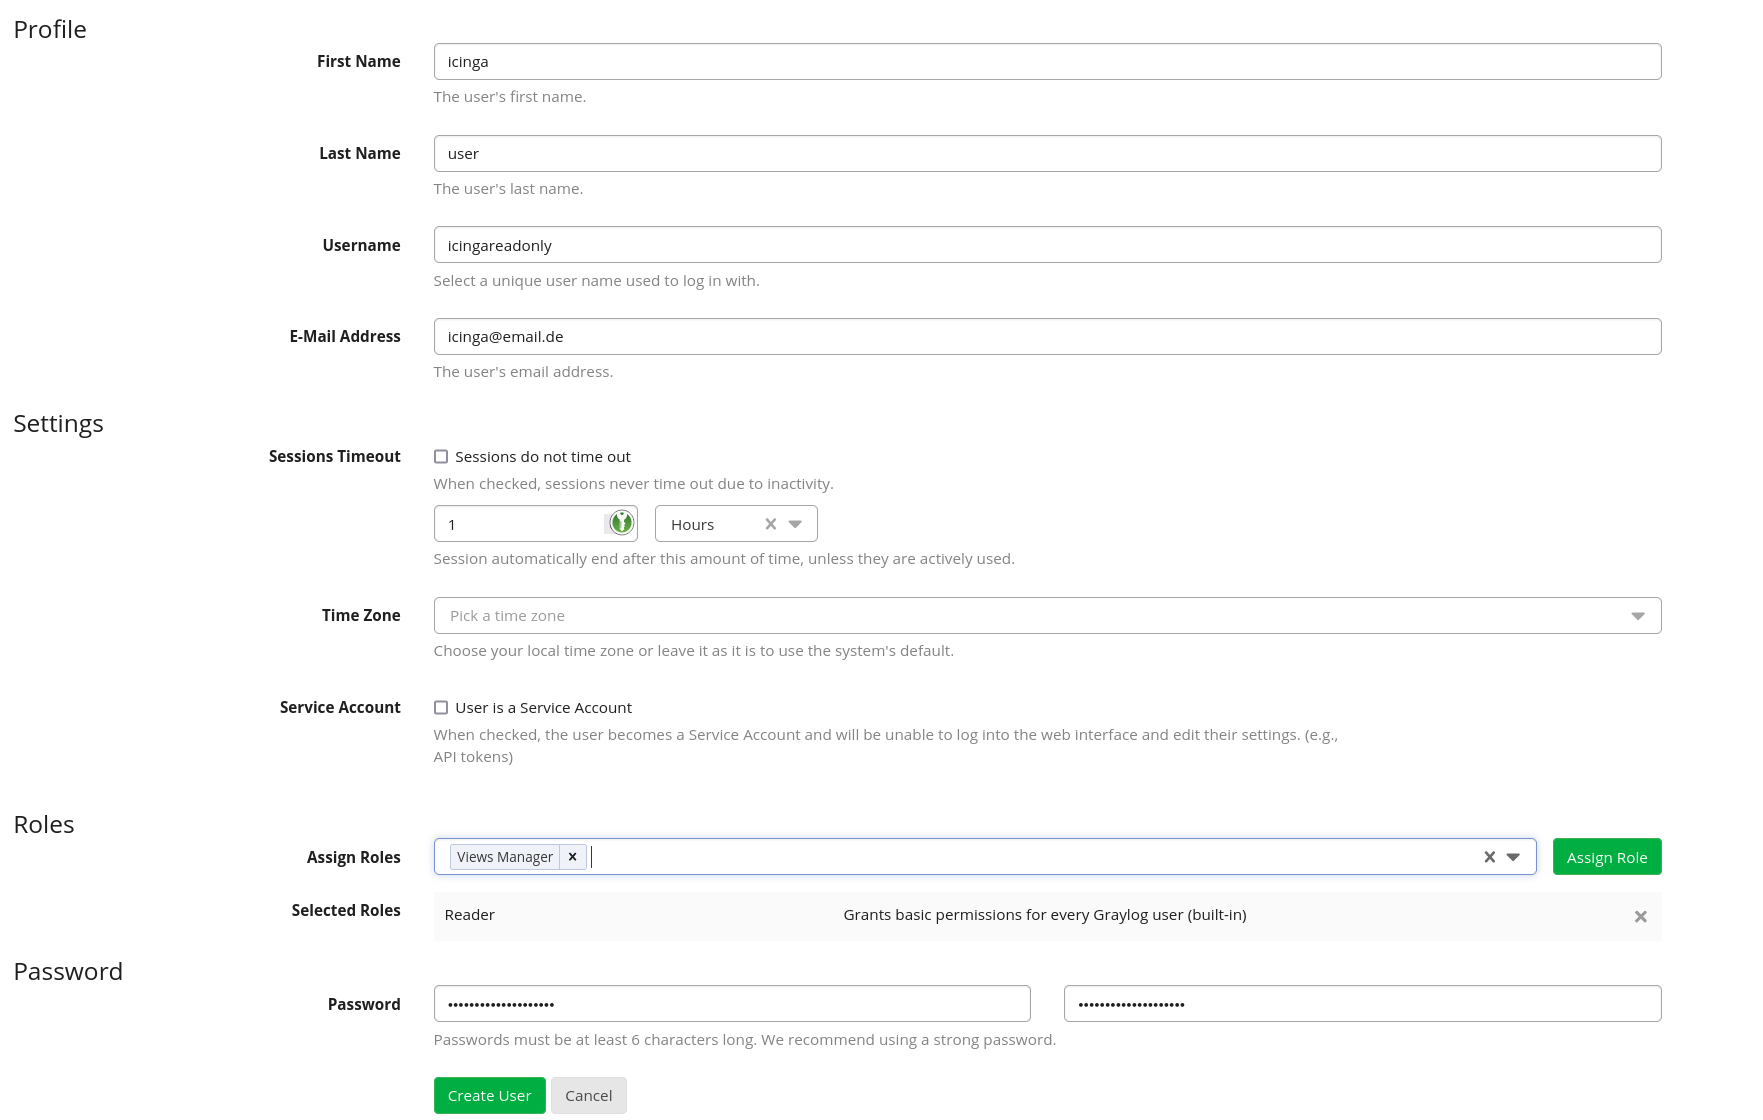 Profile
First Name
icinga
The user's first name.
Last Name
user
The user's last name.
Username
icingareadonly
Select a unique user name used to log in with.
E-Mail Address
icinga@email.de
The user's email address.
Settings
Sessions Timeout
Sessions do not time out
When checked, sessions never time out due to inactivity.
1
Hours
Session automatically end after this amount of time, unless they are actively used.
Time Zone
Pick a time zone
Choose your local time zone or leave it as it is to use the system's default.
Service Account
User is a Service Account
When checked, the user becomes a Service Account and will be unable to log into the web interface and edit their settings. (e.g.,
API tokens)
Roles
Assign Roles
Views Manager
Assign Role
Selected Roles
Reader
Grants basic permissions for every Graylog user (built-in)
Password
Password
••••••••••••••••••••
••••••••••••••••••••
Passwords must be at least 6 characters long. We recommend using a strong password.
Create User
Cancel